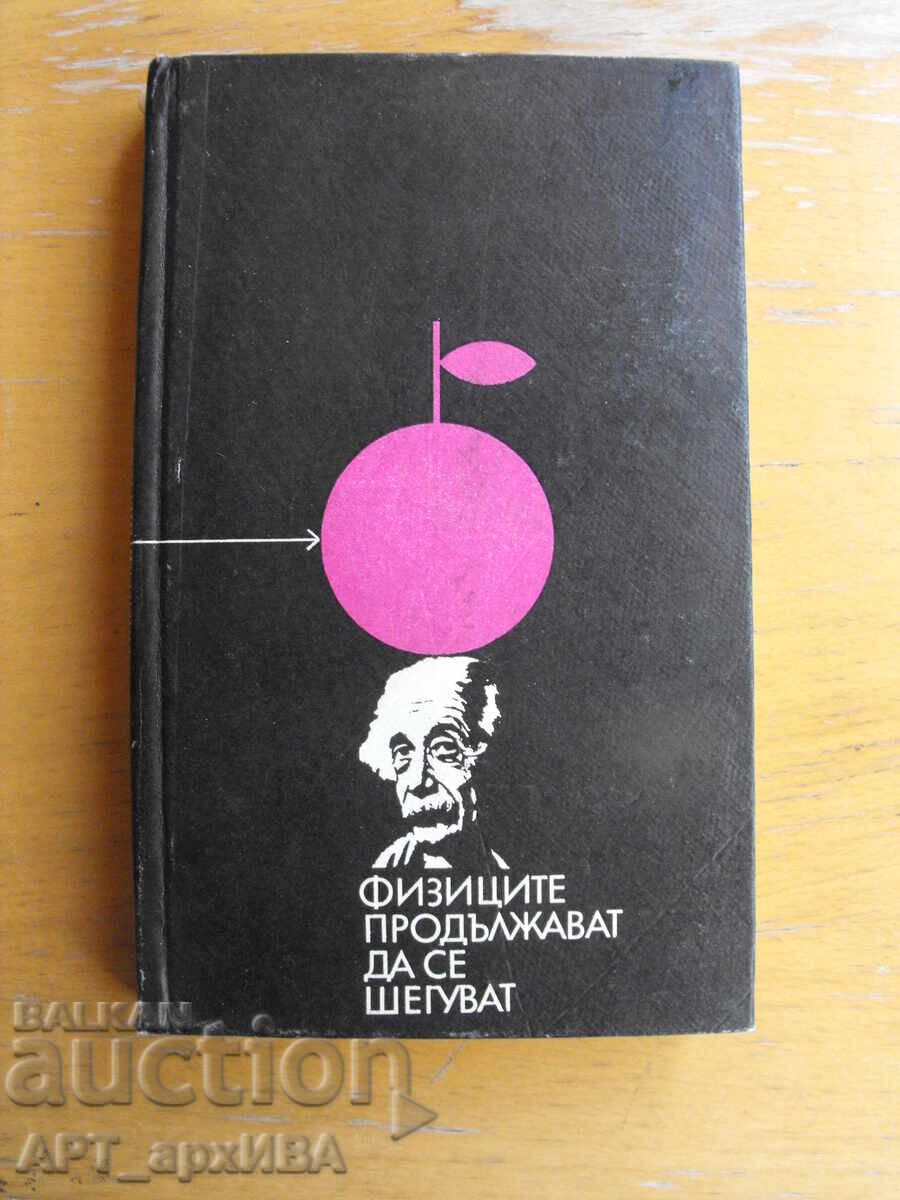 ФИЗИЦИТЕ
ПРОДЪЛЖАВАТ
ДА СЕ
ШЕГУВАТ
BALKAN
auction
АРТ_архИВА